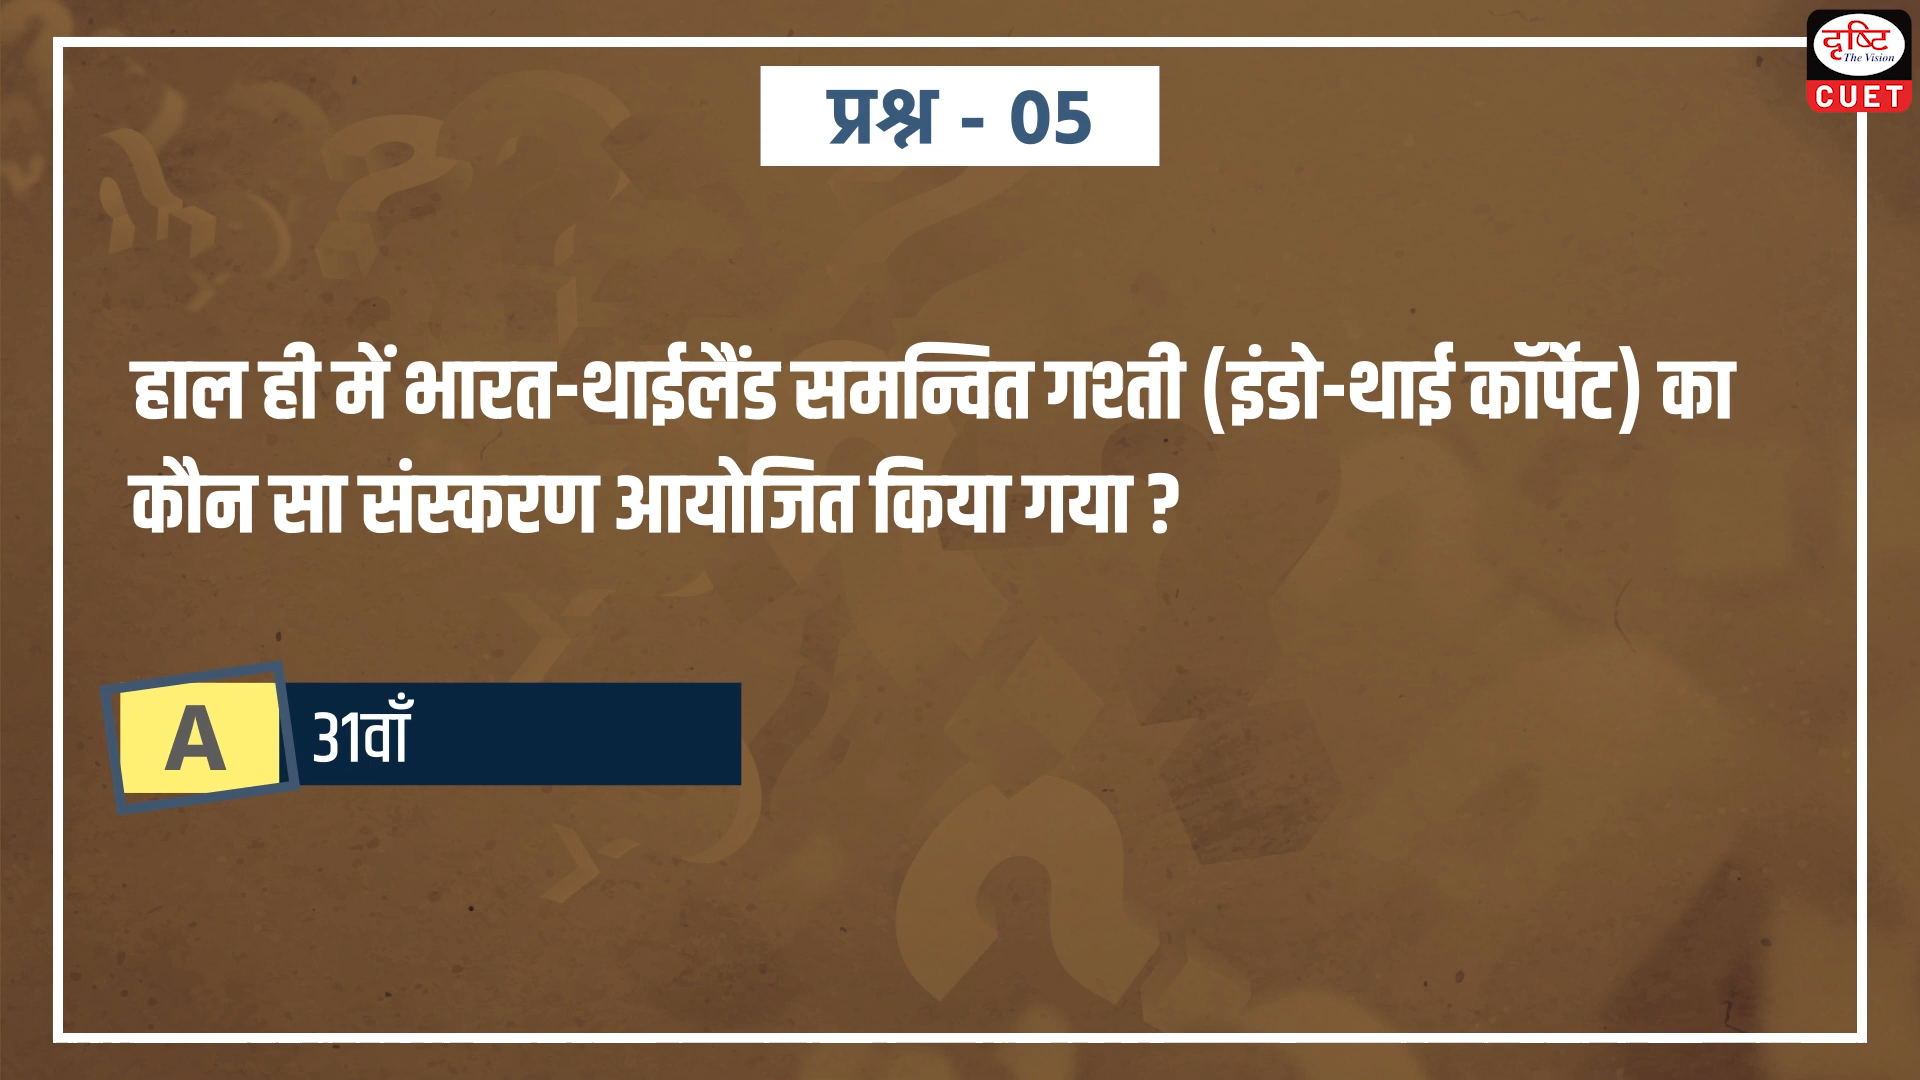 दृष्टि
The Vision
CUET
प्रश्न - 05
हाल ही में भारत-थाईलैंड समन्वित गश्ती (इंडो-थाई कॉर्पेट) का
कौन सा संस्करण आयोजित किया गया ?
A 31वाँ